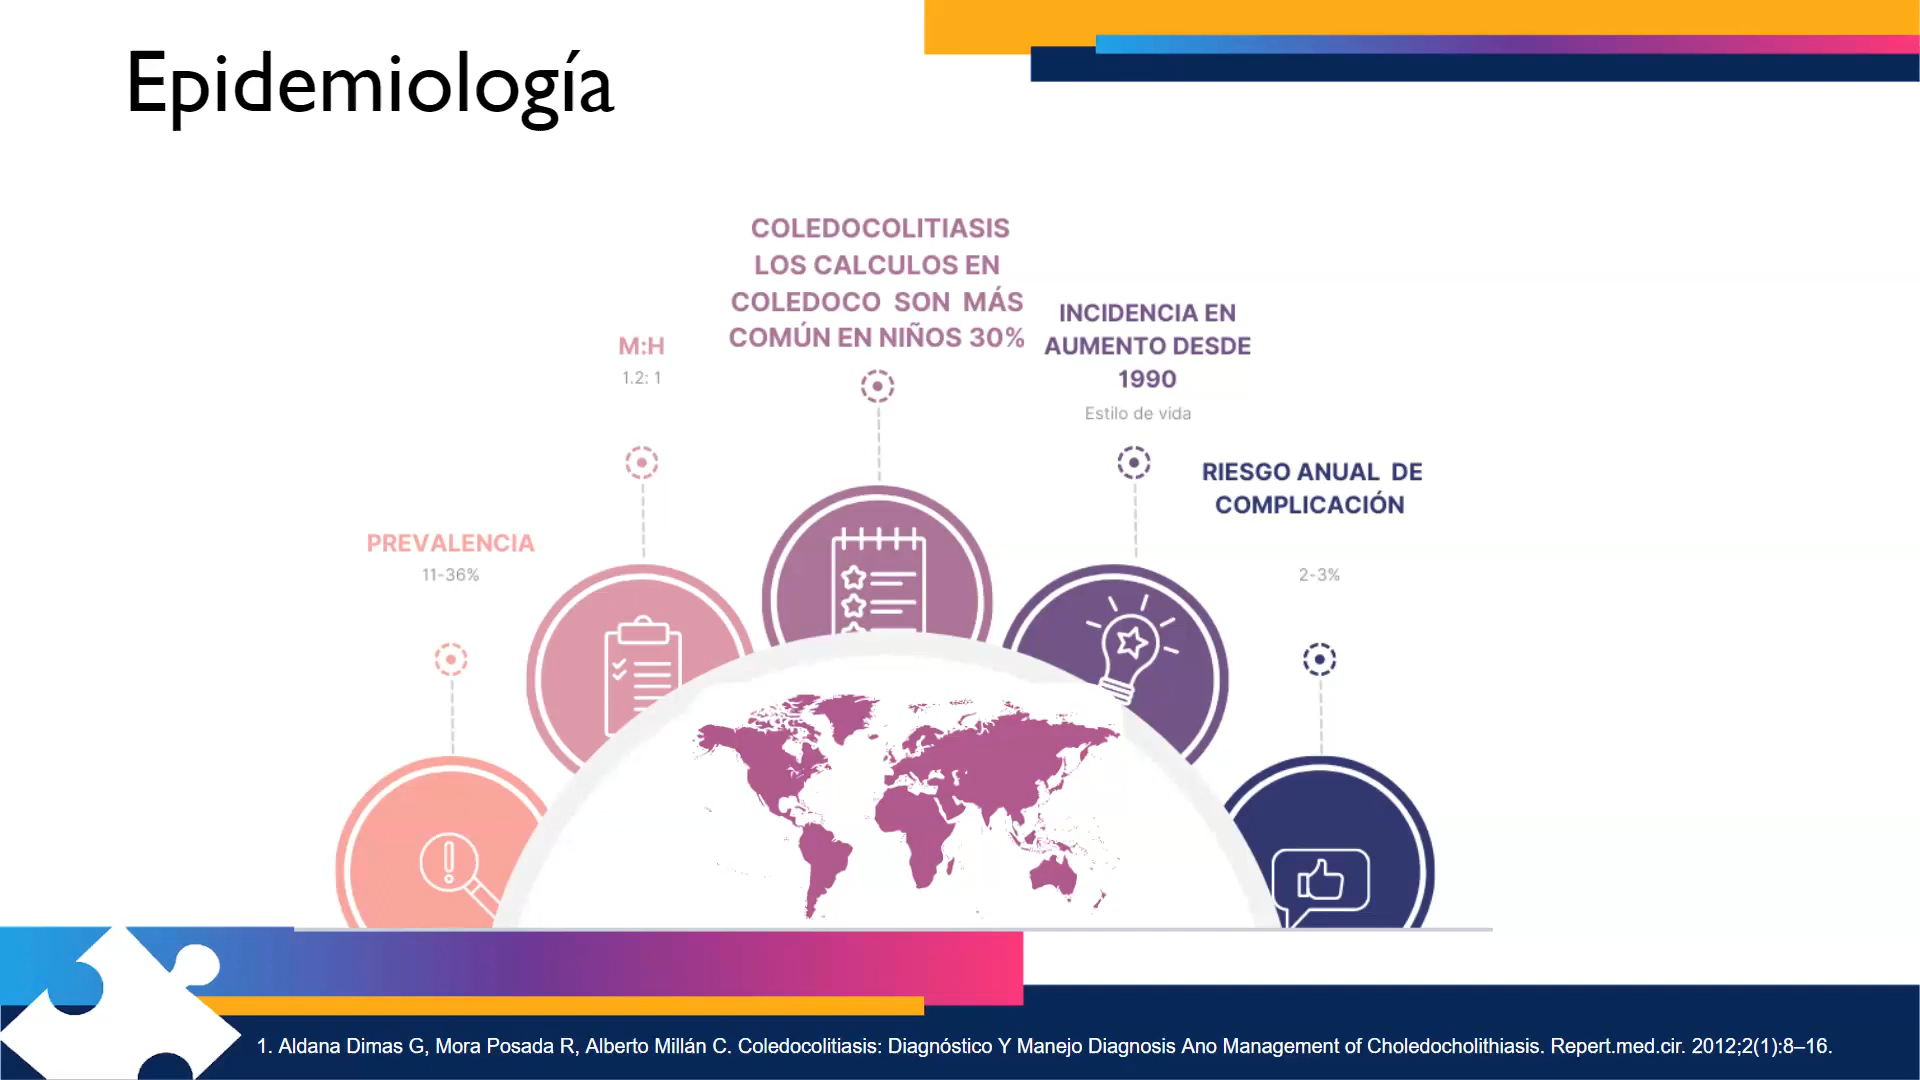 Epidemiología
PREVALENCIA
11-36%
M:H
1.2: 1
COLEDOCOLITIASIS
LOS CALCULOS EN
COLEDOCO SON MÁS
COMÚN EN NIÑOS 30%
INCIDENCIA EN
AUMENTO DESDE
1990
Estilo de vida
RIESGO ANUAL DE
COMPLICACIÓN
2-3%
1. Aldana Dimas G, Mora Posada R, Alberto Millán C. Coledocolitiasis: Diagnóstico Y Manejo Diagnosis Ano Management of Choledocholithiasis. Repert.med.cir. 2012;2(1):8–16.